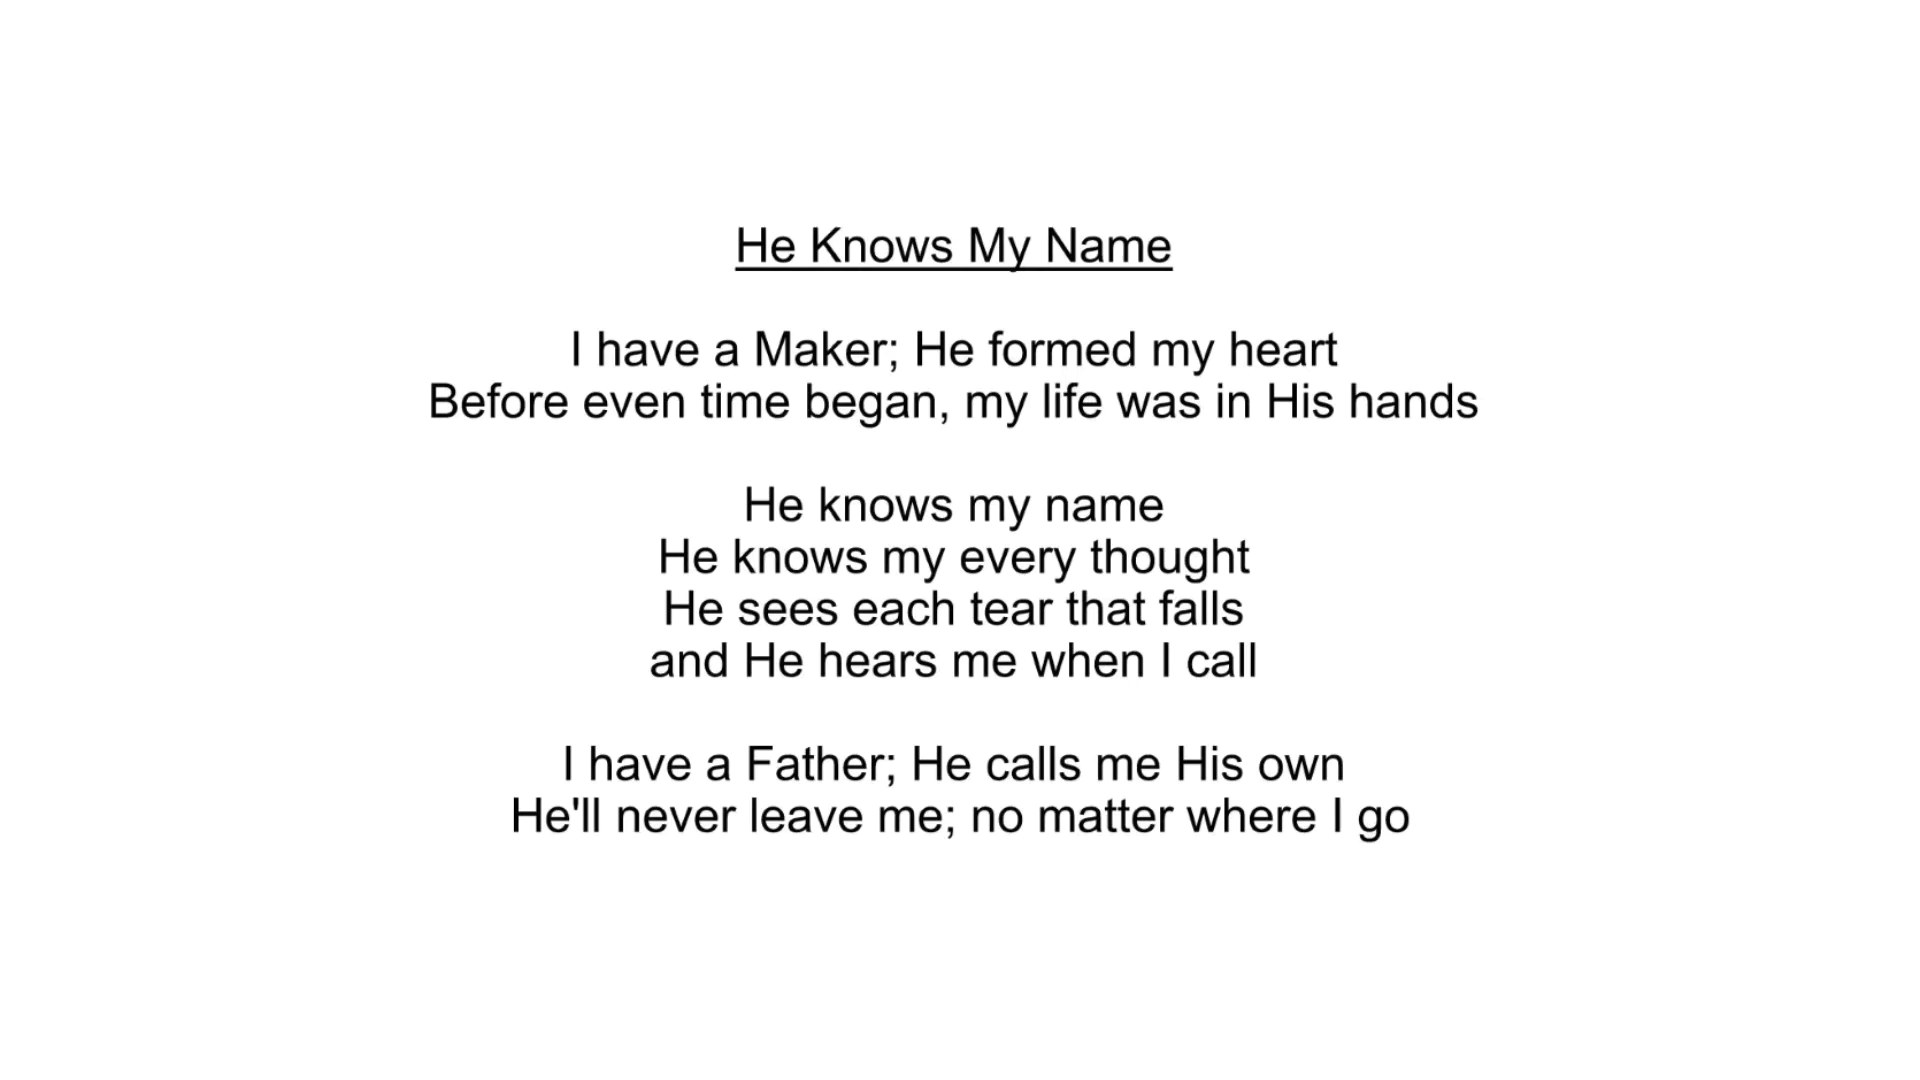 He Knows My Name
I have a Maker; He formed my heart
Before even time began, my life was in His hands
He knows my name
He knows my every thought
He sees each tear that falls
and He hears me when I call
I have a Father; He calls me His own
He'll never leave me; no matter where I go